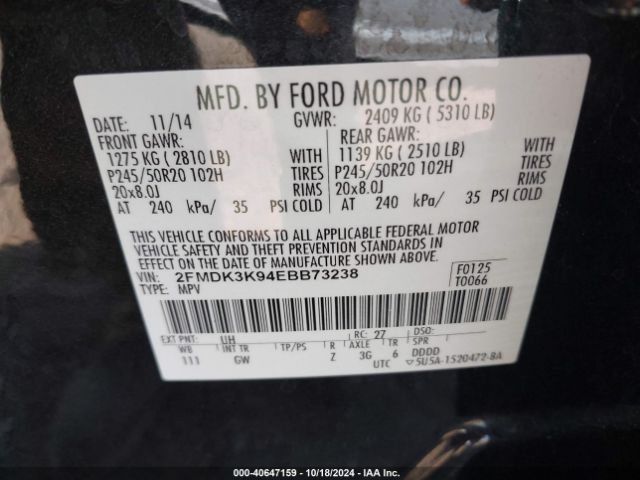 MFD. BY FORD MOTOR CO.
DATE: 11/14 GVWR: 2409 KG ( 5310 LB)
FRONT GAWR: REAR GAWR:
1275 KG ( 2810 LB) WITH 1139 KG ( 2510 LB) WITH
P245/50R20 102H TIRES P245/50R20 102H TIRES
20x8.0J RIMS 20x8.0J RIMS
AT 240 kPa/ 35 PSI COLD AT 240 kPa/ 35 PSI COLD
THIS VEHICLE CONFORMS TO ALL APPLICABLE FEDERAL MOTOR
VEHICLE SAFETY AND THEFT PREVENTION STANDARDS IN
EFFECT ON THE DATE OF MANUFACTURE SHOWN ABOVE.
VIN: 2FMDK3K94EBB73238 F0125
TYPE: MPV T0066
EXT PNT: UH RC: 27 DSO:
WB INT TR TP/PS R AXLE TR SPR
111 GW Z 3G 6 DDDD
UTC ▽5U5A-1520472-BA
000-40647159 - 10/18/2024 - IAA Inc.